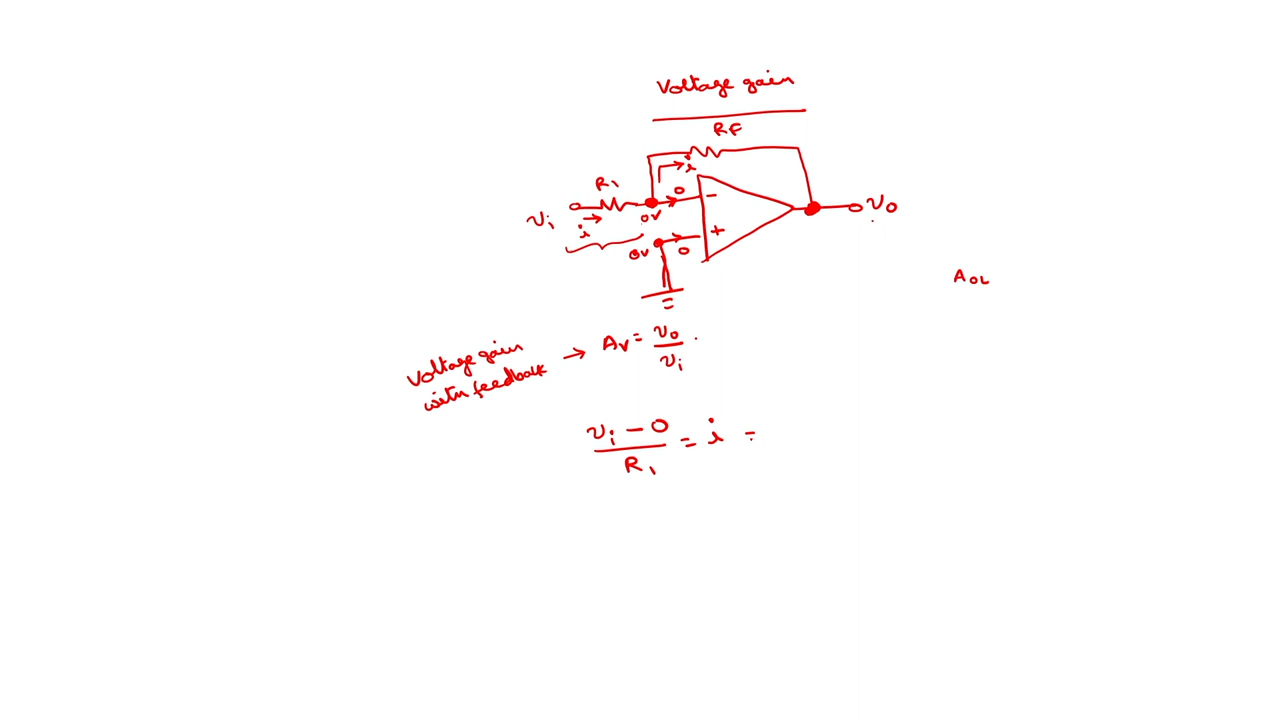 Voltage gain
RF
i
R1
0
-
vi
i
0V
+
vo
0V
0
AOL
Voltage gain
with feedback → Av = vo / vi
(vi - 0) / R1 = i =